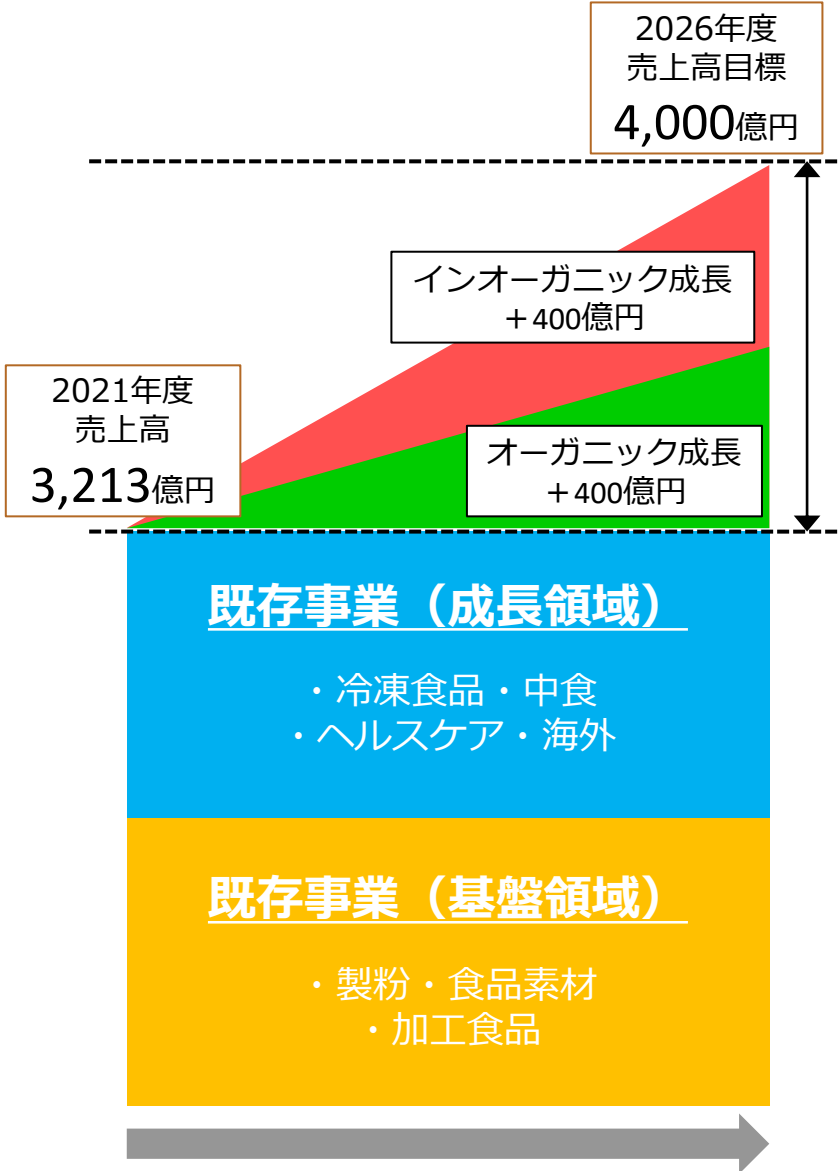 2026年度
売上高目標
4,000億円
インオーガニック成長
＋400億円
2021年度
売上高
3,213億円
オーガニック成長
＋400億円
既存事業（成長領域）
・冷凍食品・中食
・ヘルスケア・海外
既存事業（基盤領域）
・製粉・食品素材
・加工食品